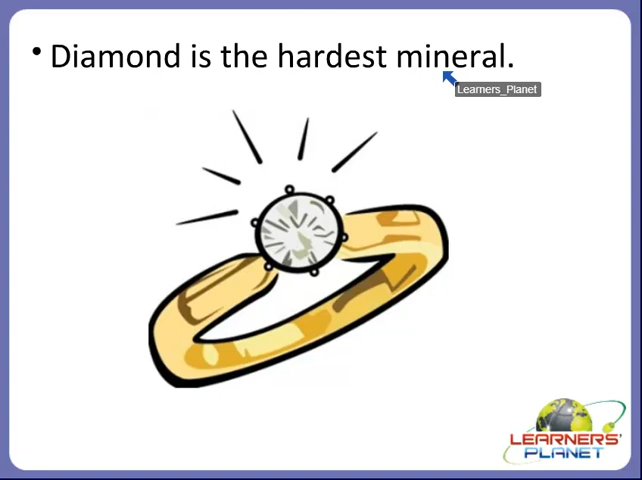 • Diamond is the hardest mineral.
Learners_Planet
LEARNERS'
PLANET